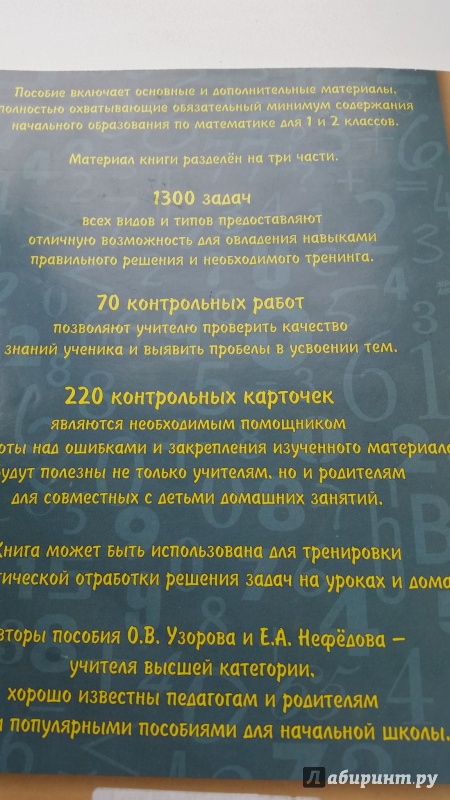 Пособие включает основные и дополнительные материалы,
полностью охватывающие обязательный минимум содержания
начального образования по математике для 1 и 2 классов.
Материал книги разделён на три части.
1300 задач
всех видов и типов предоставляют
отличную возможность для овладения навыками
правильного решения и необходимого тренинга.
70 контрольных работ
позволяют учителю проверить качество
знаний ученика и выявить пробелы в усвоении тем.
220 контрольных карточек
являются необходимым помощником
оты над ошибками и закрепления изученного материала
будут полезны не только учителям, но и родителям
для совместных с детьми домашних занятий.
Книга может быть использована для тренировки
тической отработки решения задач на уроках и дома
вторы пособия О.В. Узорова и Е.А. Нефёдова –
учителя высшей категории,
хорошо известны педагогам и родителям
и популярными пособиями для начальной школы.
Лабиринт.ру